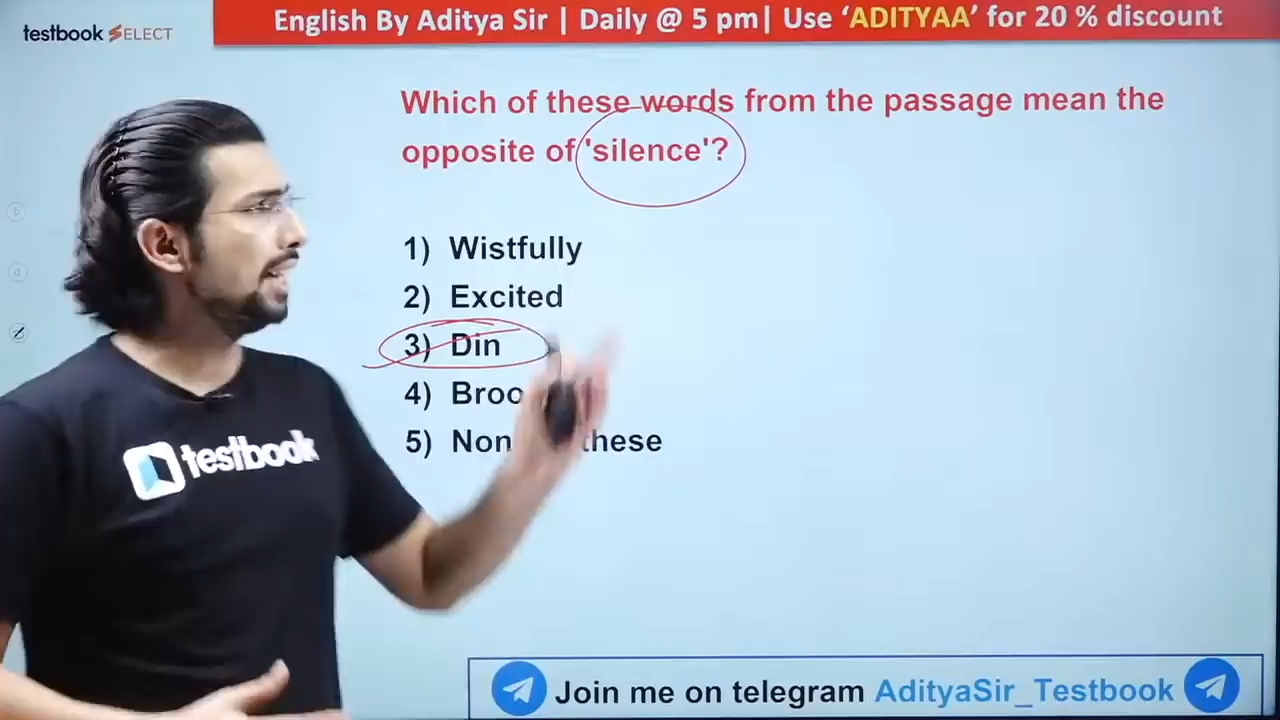 testbook SELECT
English By Aditya Sir | Daily @ 5 pm| Use ‘ADITYAA’ for 20 % discount
Which of these words from the passage mean the
opposite of 'silence'?
1) Wistfully
2) Excited
3) Din
4)
5) these
testbook
Join me on telegram AdityaSir_Testbook